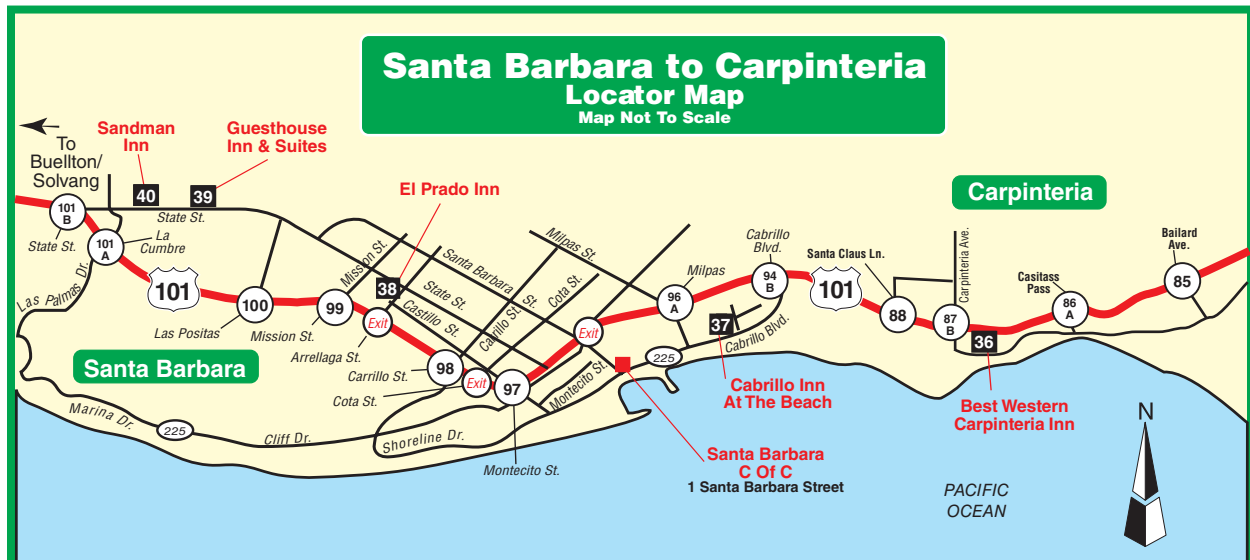 Santa Barbara to Carpinteria
Locator Map
Map Not To Scale
To
Buellton/
Solvang
Sandman
Inn
Guesthouse
Inn & Suites
El Prado Inn
Carpinteria
40
39
State St.
101
B
State St.
101
A
La
Cumbre
Las Palmas Dr.
101
100
Las Positas
99
Mission St.
Mission St.
38
Exit
Arrellaga St.
Castillo St.
State St.
Santa Barbara St.
Carrillo St.
Cota St.
98
Carrillo St.
Exit
Cota St.
97
Montecito St.
Exit
Milpas St.
96
A
Milpas
Cabrillo
Blvd.
94
B
101
Santa Claus Ln.
88
Carpinteria Ave.
87
B
36
Casitass
Pass
86
A
Bailard
Ave.
85
Santa Barbara
Marina Dr.
225
Cliff Dr.
Shoreline Dr.
Montecito St.
225
37
Cabrillo Blvd.
Cabrillo Inn
At The Beach
Best Western
Carpinteria Inn
Santa Barbara
C Of C
1 Santa Barbara Street
PACIFIC
OCEAN
N